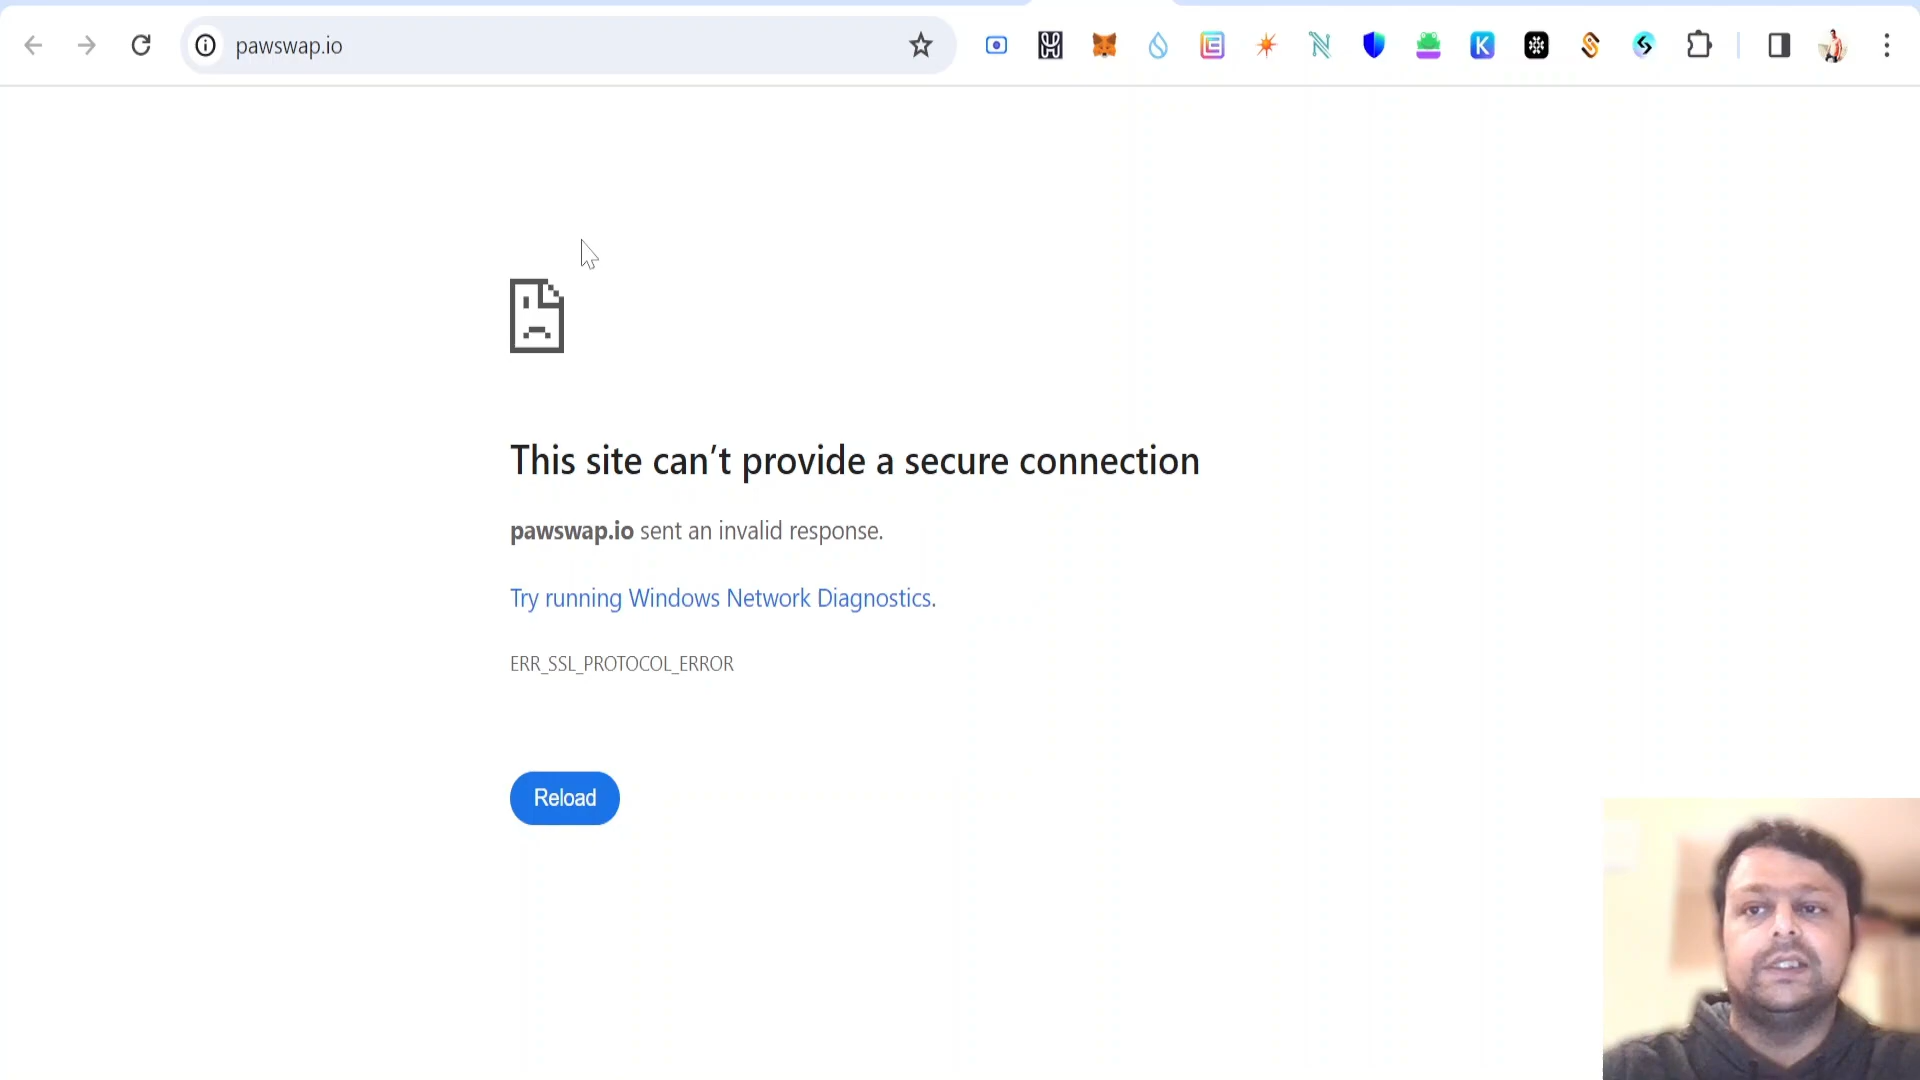 pawswap.io
This site can’t provide a secure connection
pawswap.io sent an invalid response.
Try running Windows Network Diagnostics.
ERR_SSL_PROTOCOL_ERROR
Reload